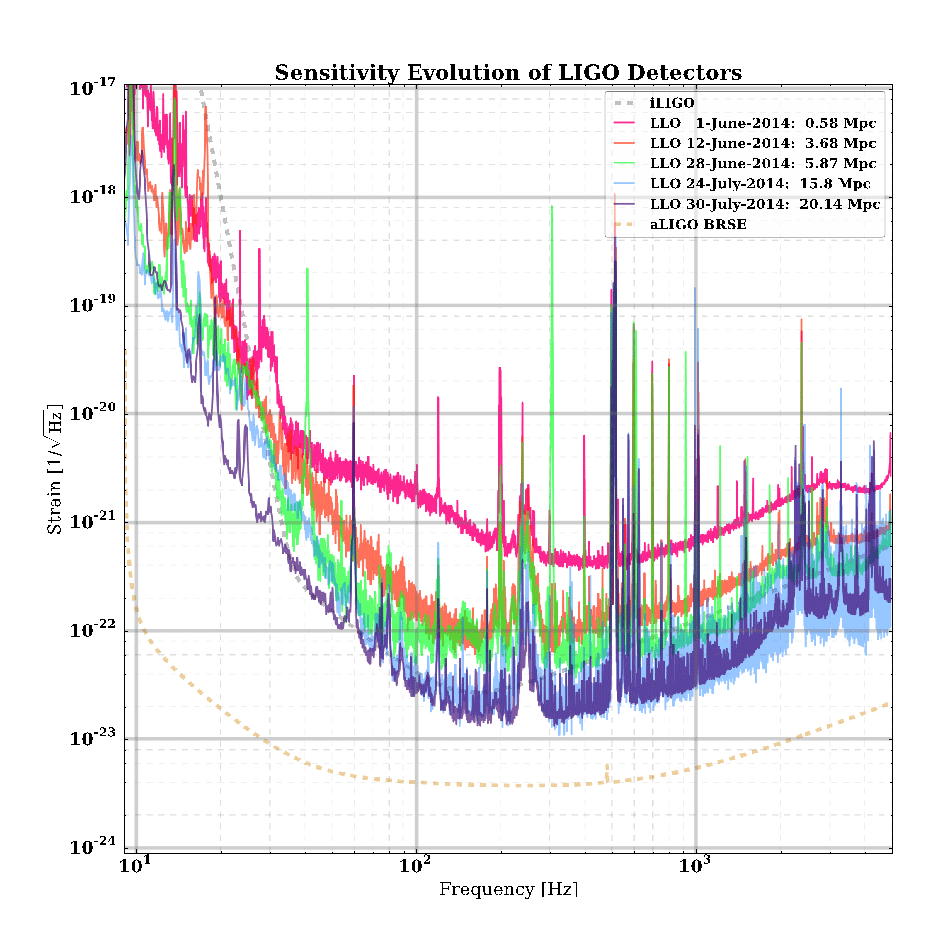 Sensitivity Evolution of LIGO Detectors
iLIGO
LLO 1-June-2014: 0.58 Mpc
LLO 12-June-2014: 3.68 Mpc
LLO 28-June-2014: 5.87 Mpc
LLO 24-July-2014: 15.8 Mpc
LLO 30-July-2014: 20.14 Mpc
aLIGO BRSE
10⁻¹⁷
10⁻¹⁸
10⁻¹⁹
10⁻²⁰
10⁻²¹
10⁻²²
10⁻²³
10⁻²⁴
Strain [1/√Hz]
10¹ 10² 10³
Frequency [Hz]